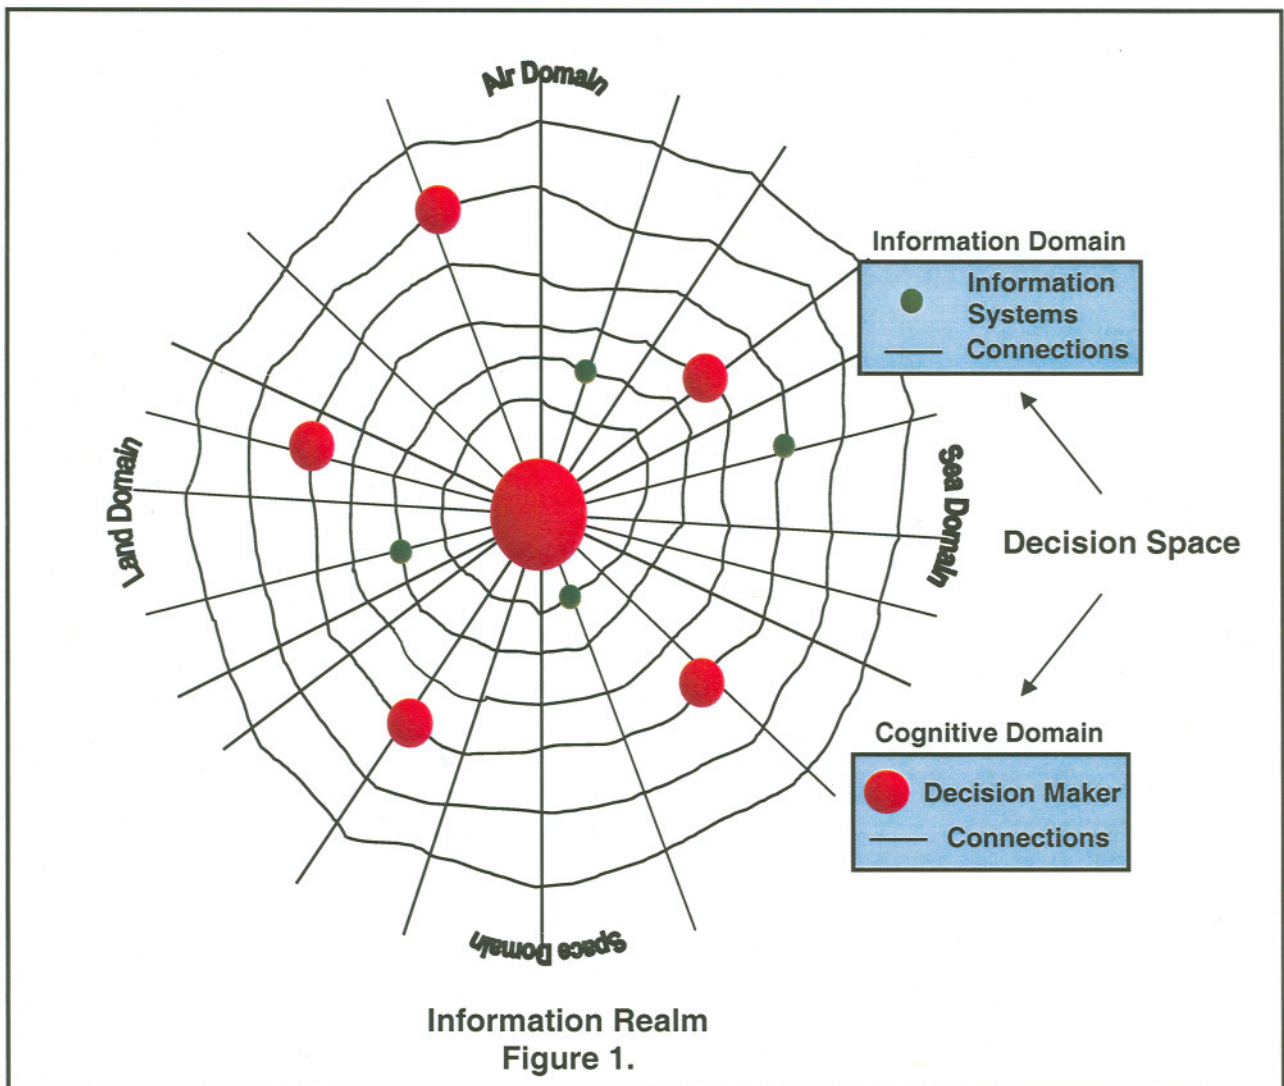 Air Domain
Information Domain
Information
Systems
Connections
Land Domain
Sea Domain
Decision Space
Cognitive Domain
Decision Maker
Connections
Space Domain
Information Realm
Figure 1.